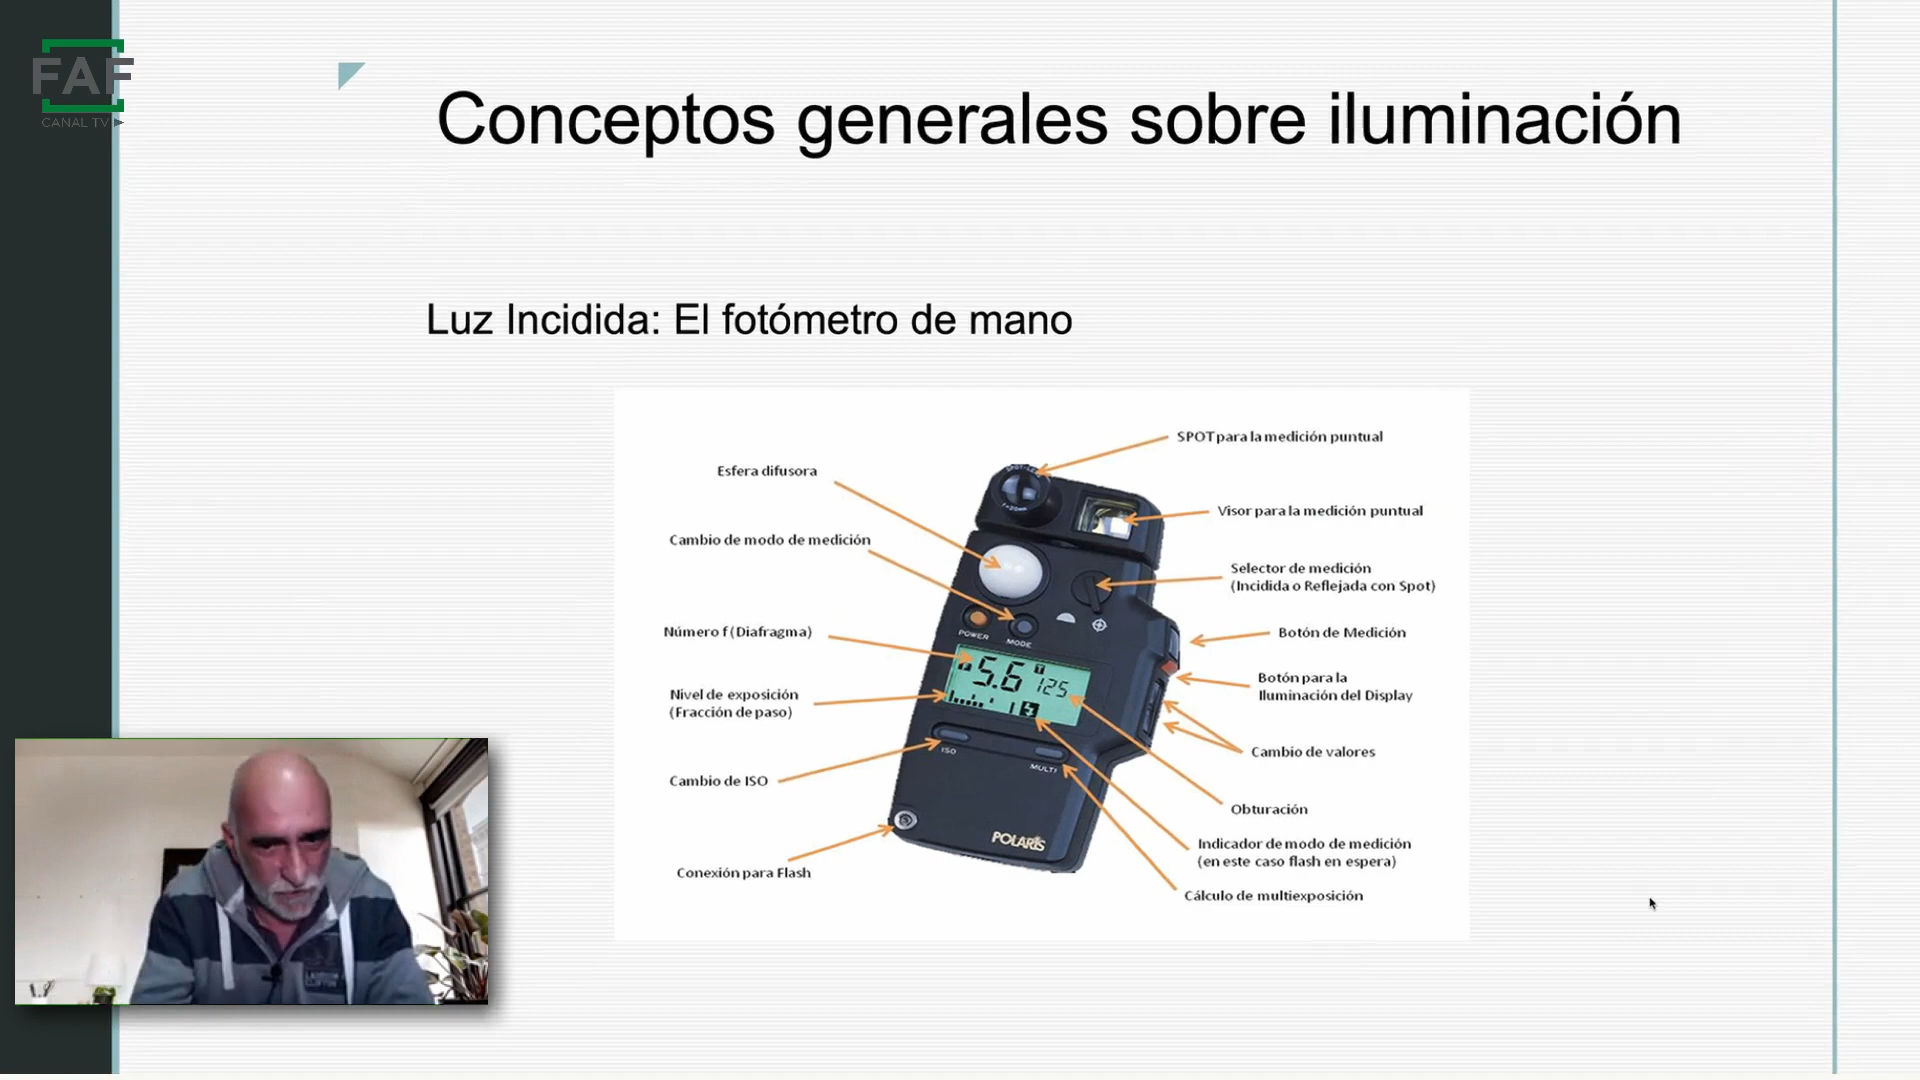 FAF
CANAL TV
Conceptos generales sobre iluminación
Luz Incidida: El fotómetro de mano
SPOT para la medición puntual
Esfera difusora
Visor para la medición puntual
Cambio de modo de medición
Selector de medición
(Incidida o Reflejada con Spot)
Número f (Diafragma)
Botón de Medición
Nivel de exposición
(Fracción de paso)
Botón para la
Iluminación del Display
Cambio de valores
Cambio de ISO
Obturación
Indicador de modo de medición
(en este caso flash en espera)
Conexión para Flash
Cálculo de multiexposición
POWER
MODE
5.6
T
125
ISO
MULTI
POLARIS